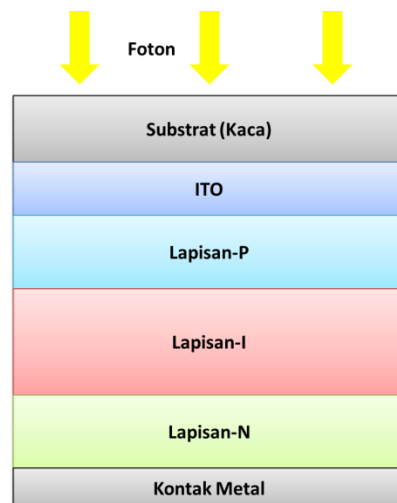 Foton
Substrat (Kaca)
ITO
Lapisan-P
Lapisan-I
Lapisan-N
Kontak Metal